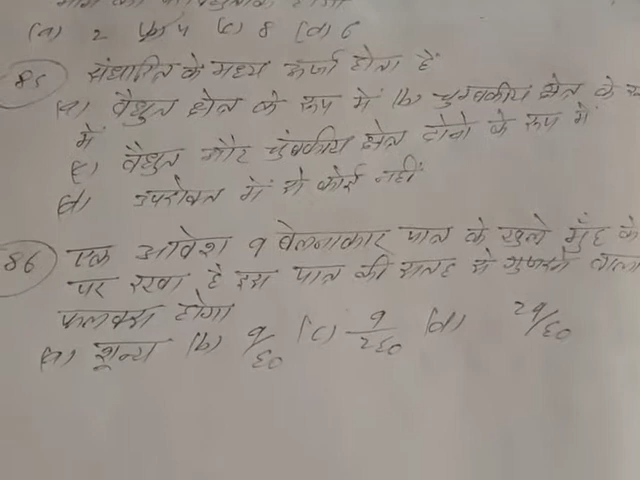 (a) 2 (b) 4 (c) 8 (d) 6
85 संधारित्र के मध्य ऊर्जा होता है
(a) वैधुत क्षेत्र के रूप में (b) चुम्बकीय क्षेत्र के
में
(c) वैधुत और चुंबकीय क्षेत्र दोनो के रूप में
(d) उपरोक्त में से कोई नहीं
86 एक आवेश q बेलनाकार पात्र के खुले मुँह के
पर रखा है इस पात्र की सतह से गुजरने वाला
फलक्स होगा
(a) शून्य (b) q/ε0 (c) q/2ε0 (d) 2q/ε0